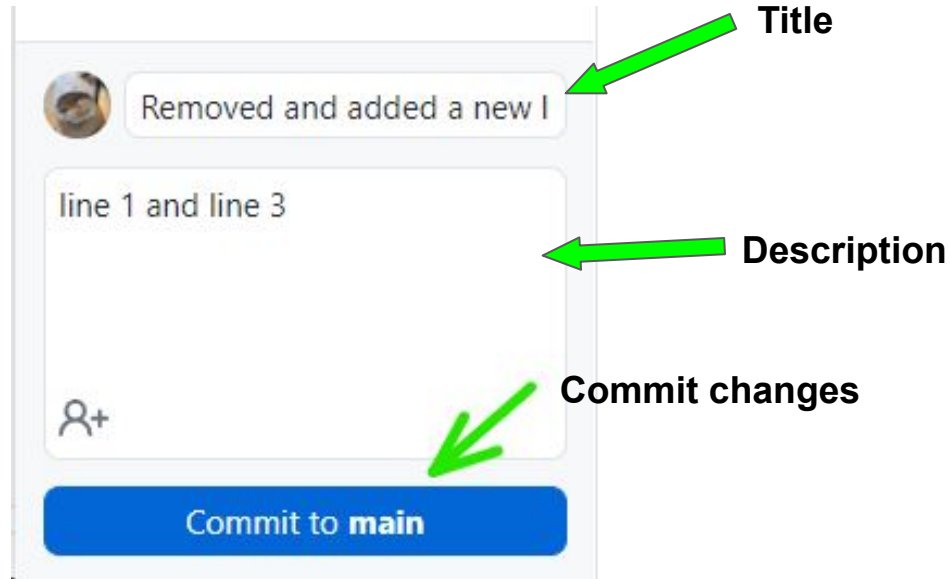 Title
Removed and added a new l
line 1 and line 3
Description
Commit changes
Commit to main